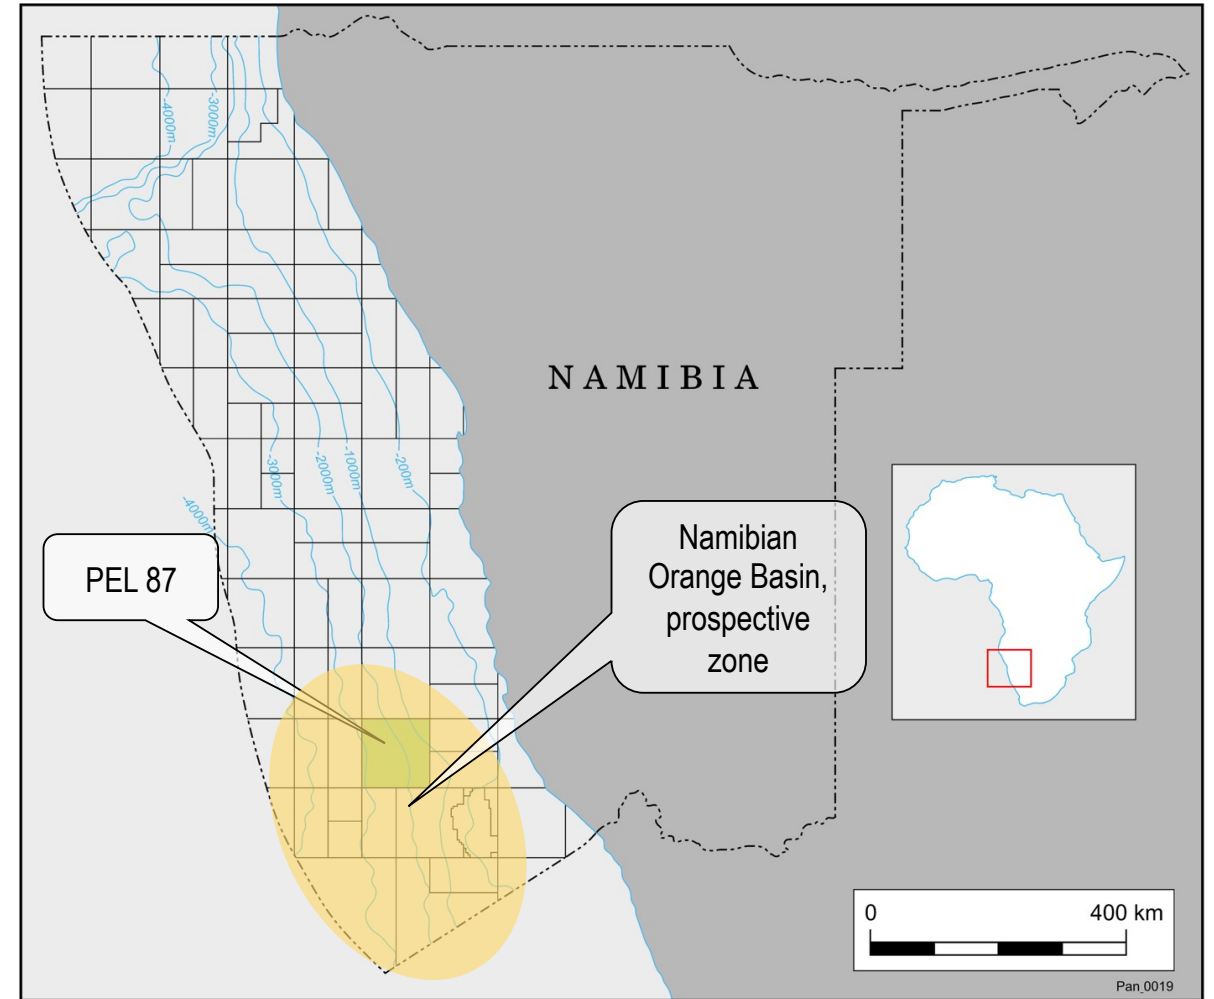 -4000m
-3000m
NAMIBIA
-3000m
-2000m
-1000m
-200m
-4000m
PEL 87
Namibian
Orange Basin,
prospective
zone
0 400 km
Pan_0019